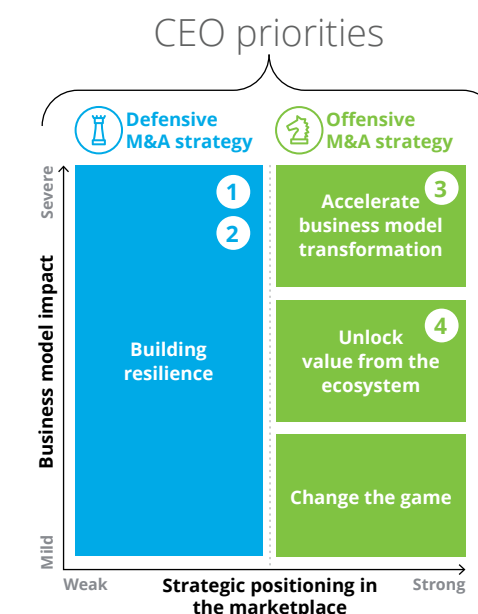 CEO priorities
Defensive
M&A strategy
Offensive
M&A strategy
Severe
Business model impact
Mild
1
2
Building
resilience
3
Accelerate
business model
transformation
4
Unlock
value from the
ecosystem
Change the game
Weak
Strategic positioning in
the marketplace
Strong